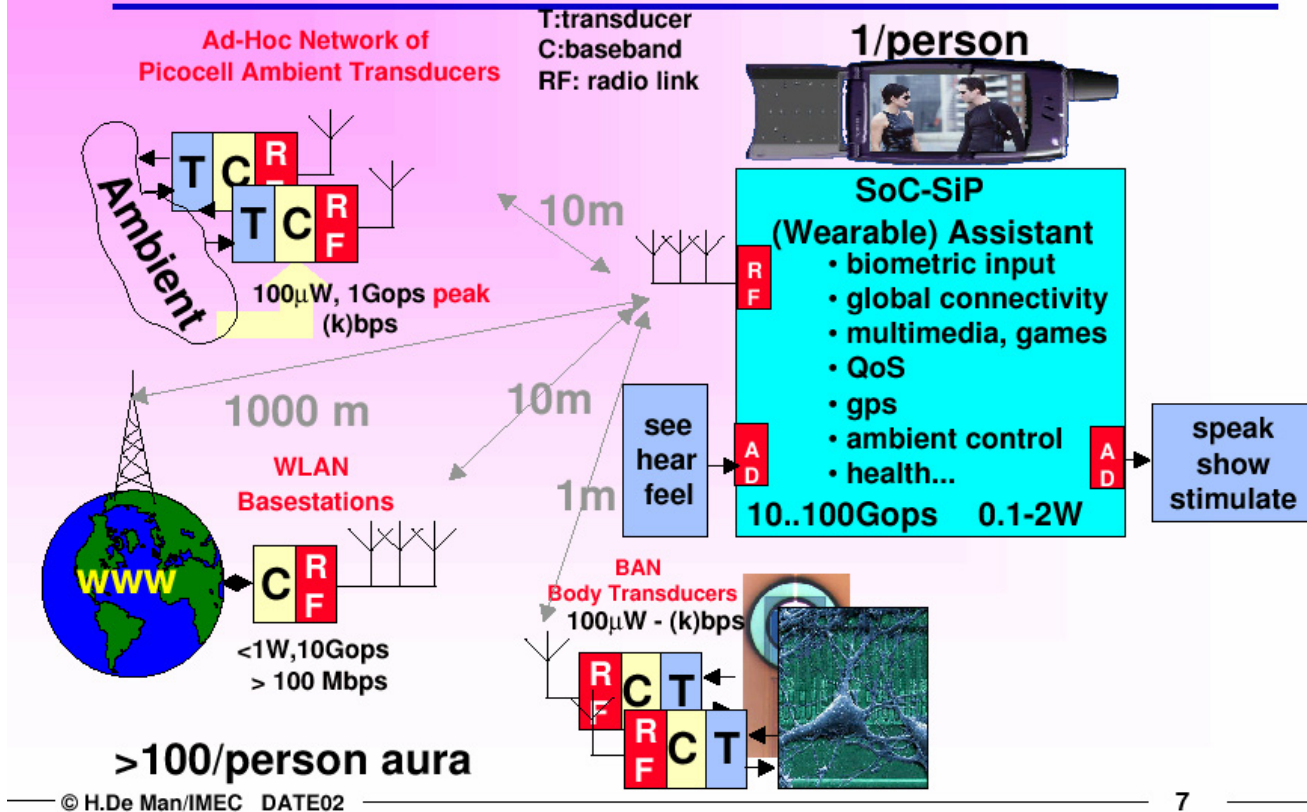 T:transducer
C:baseband
RF: radio link
Ad-Hoc Network of
Picocell Ambient Transducers
1/person
T C R
T C R F
Ambient
100µW, 1Gops peak
(k)bps
10m
SoC-SiP
(Wearable) Assistant
• biometric input
• global connectivity
• multimedia, games
• QoS
• gps
• ambient control
• health...
10..100Gops 0.1-2W
R
F
see
hear
feel
A
D
A
D
speak
show
stimulate
1000 m
10m
1m
WLAN
Basestations
www
C R
F
<1W,10Gops
> 100 Mbps
BAN
Body Transducers
100µW - (k)bps
R F C T
R F C T
>100/person aura
© H.De Man/IMEC DATE02
7